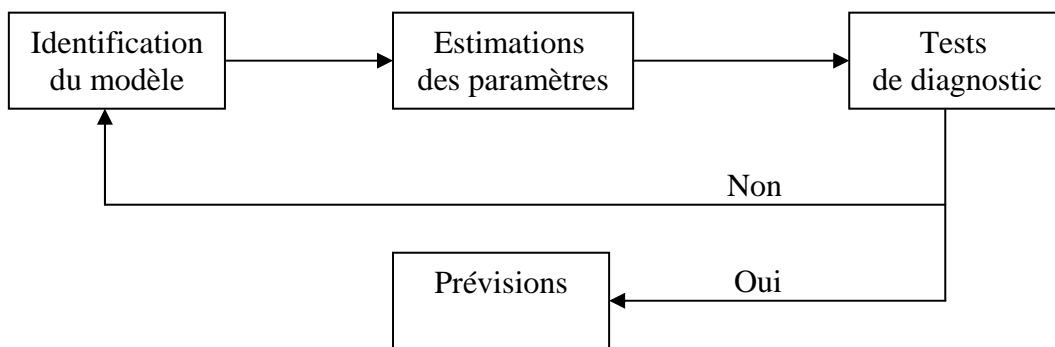 Identification
du modèle
Estimations
des paramètres
Tests
de diagnostic
Non
Prévisions
Oui